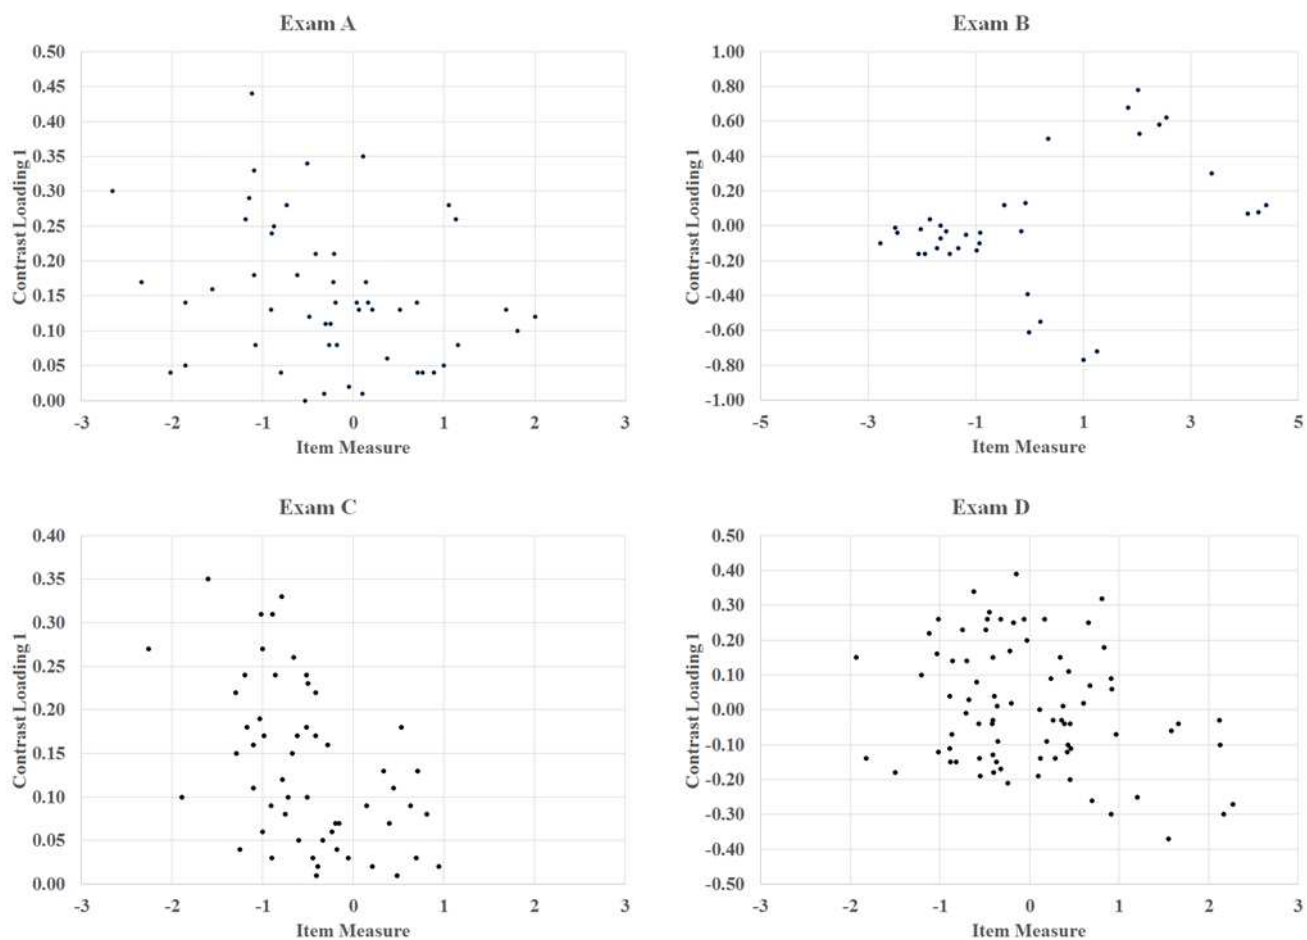 Exam A
0.50
0.45
0.40
0.35
0.30
0.25
0.20
0.15
0.10
0.05
0.00
Contrast Loading 1
-3 -2 -1 0 1 2 3
Item Measure
Exam B
1.00
0.80
0.60
0.40
0.20
0.00
-0.20
-0.40
-0.60
-0.80
-1.00
Contrast Loading 1
-5 -3 -1 1 3 5
Item Measure
Exam C
0.40
0.35
0.30
0.25
0.20
0.15
0.10
0.05
0.00
Contrast Loading 1
-3 -2 -1 0 1 2 3
Item Measure
Exam D
0.50
0.40
0.30
0.20
0.10
0.00
-0.10
-0.20
-0.30
-0.40
-0.50
Contrast Loading 1
-3 -2 -1 0 1 2 3
Item Measure